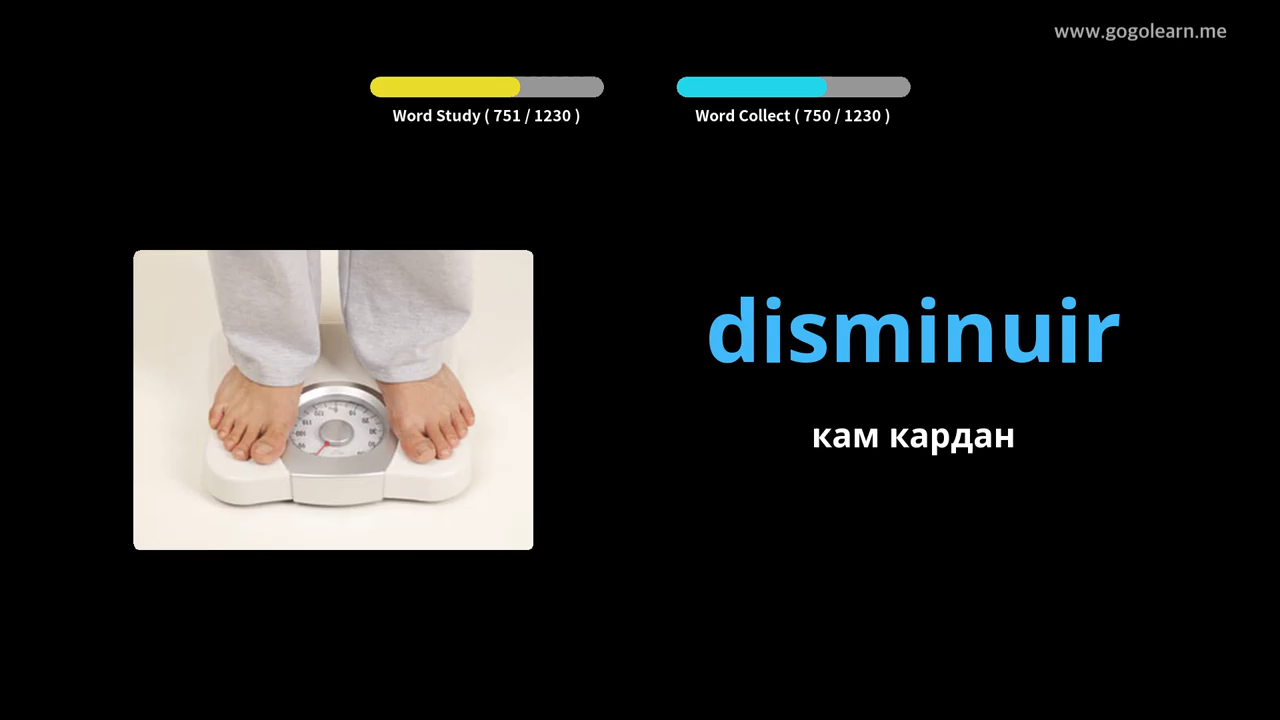 www.gogolearn.me
Word Study ( 751 / 1230 )
Word Collect ( 750 / 1230 )
disminuir
кам кардан